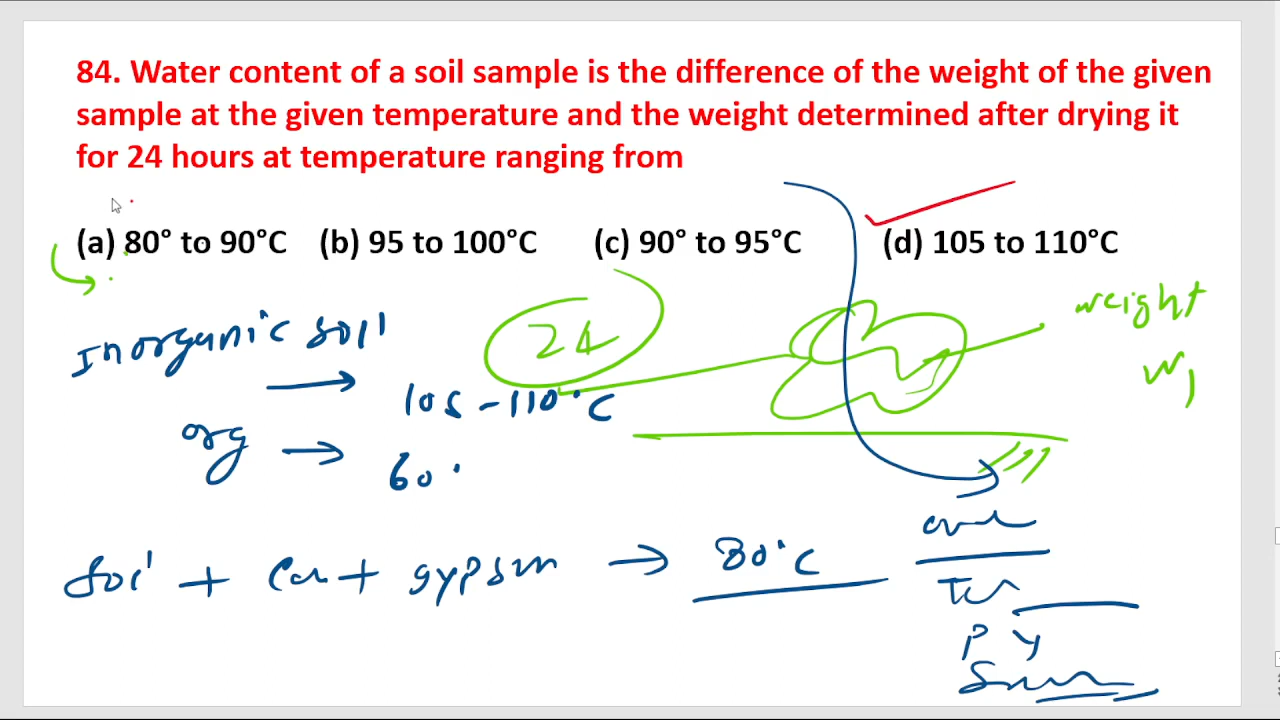 84. Water content of a soil sample is the difference of the weight of the given
sample at the given temperature and the weight determined after drying it
for 24 hours at temperature ranging from
(a) 80° to 90°C (b) 95 to 100°C (c) 90° to 95°C (d) 105 to 110°C
weight
W1
Inorganic soil
24
105 - 110°C
org
60°
Soil + Ca + gypsum → 80°C
P Y